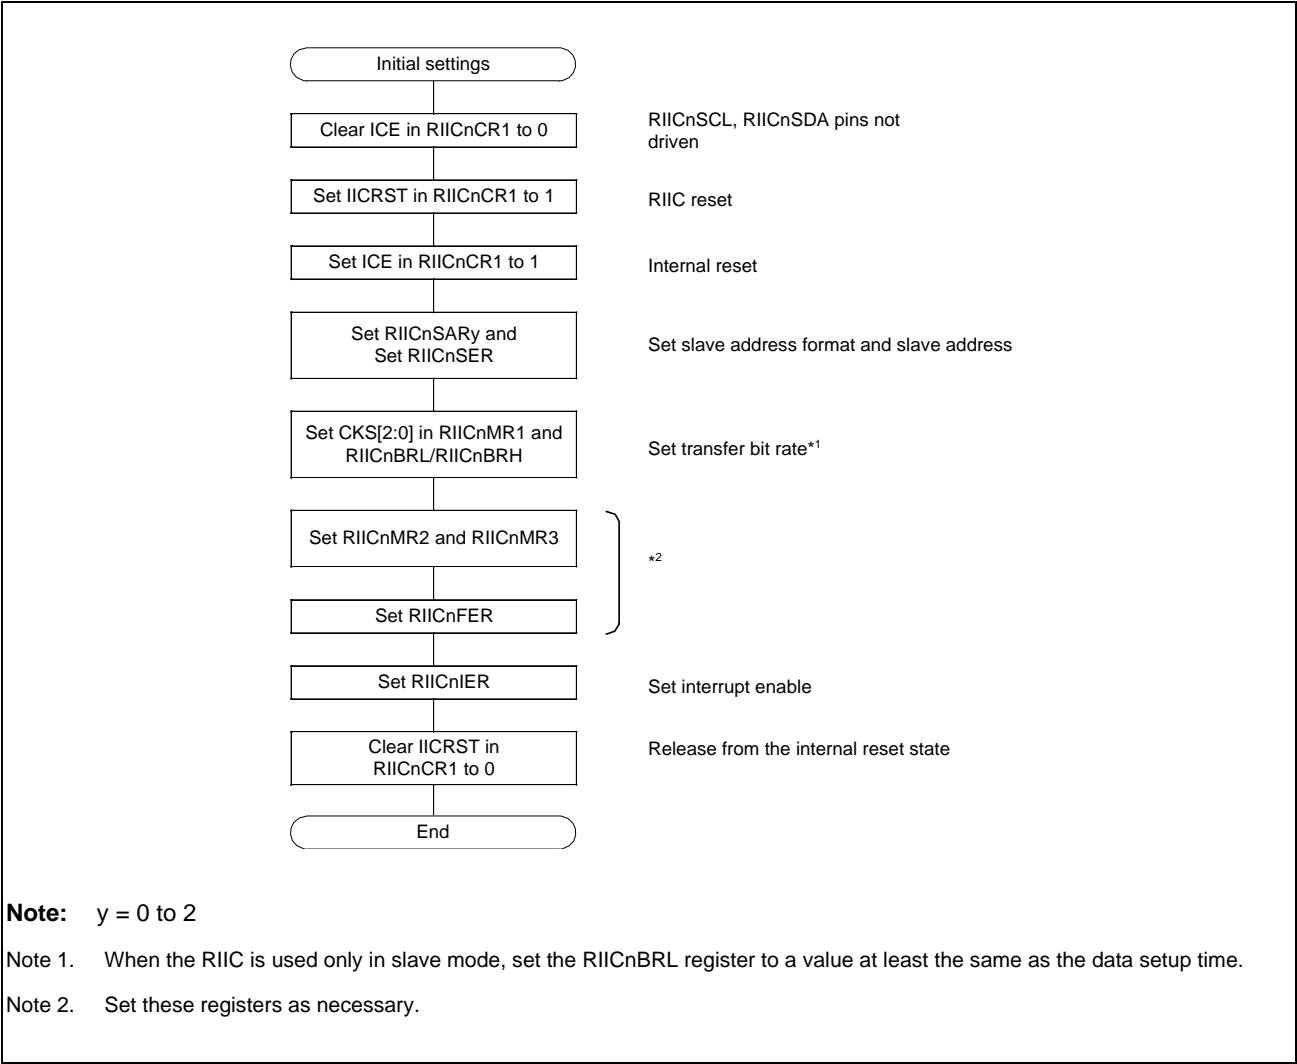 Initial settings
Clear ICE in RIICnCR1 to 0
RIICnSCL, RIICnSDA pins not
driven
Set IICRST in RIICnCR1 to 1
RIIC reset
Set ICE in RIICnCR1 to 1
Internal reset
Set RIICnSARy and
Set RIICnSER
Set slave address format and slave address
Set CKS[2:0] in RIICnMR1 and
RIICnBRL/RIICnBRH
Set transfer bit rate*1
Set RIICnMR2 and RIICnMR3
*2
Set RIICnFER
Set RIICnIER
Set interrupt enable
Clear IICRST in
RIICnCR1 to 0
Release from the internal reset state
End
Note: y = 0 to 2
Note 1. When the RIIC is used only in slave mode, set the RIICnBRL register to a value at least the same as the data setup time.
Note 2. Set these registers as necessary.